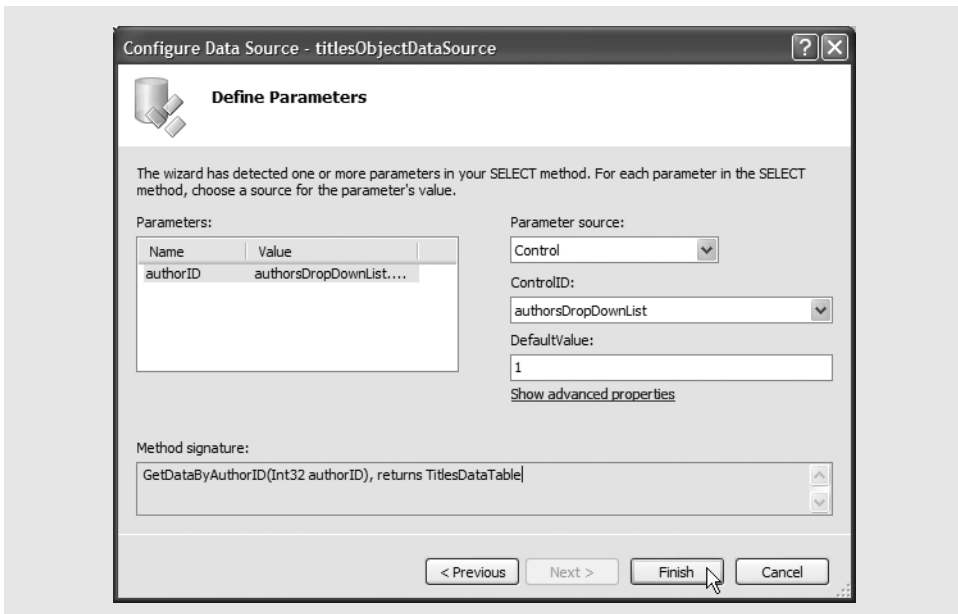 Configure Data Source - titlesObjectDataSource
Define Parameters
The wizard has detected one or more parameters in your SELECT method. For each parameter in the SELECT
method, choose a source for the parameter's value.
Parameters:
Name Value
authorID authorsDropDownList....
Parameter source:
Control
ControlID:
authorsDropDownList
DefaultValue:
1
Show advanced properties
Method signature:
GetDataByAuthorID(Int32 authorID), returns TitlesDataTable
< Previous Next > Finish Cancel